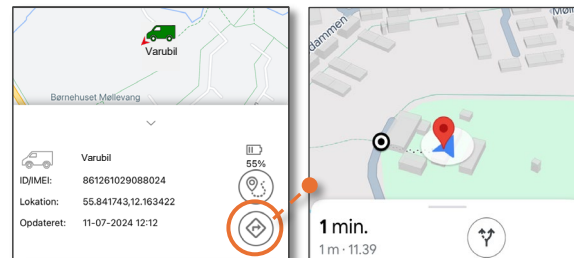 Varubil
Børnehuset Møllevang
Varubil
55%
ID/IMEI: 861261029088024
Lokation: 55.841743,12.163422
Opdateret: 11-07-2024 12:12
dammen
1 min.
1 m · 11.39